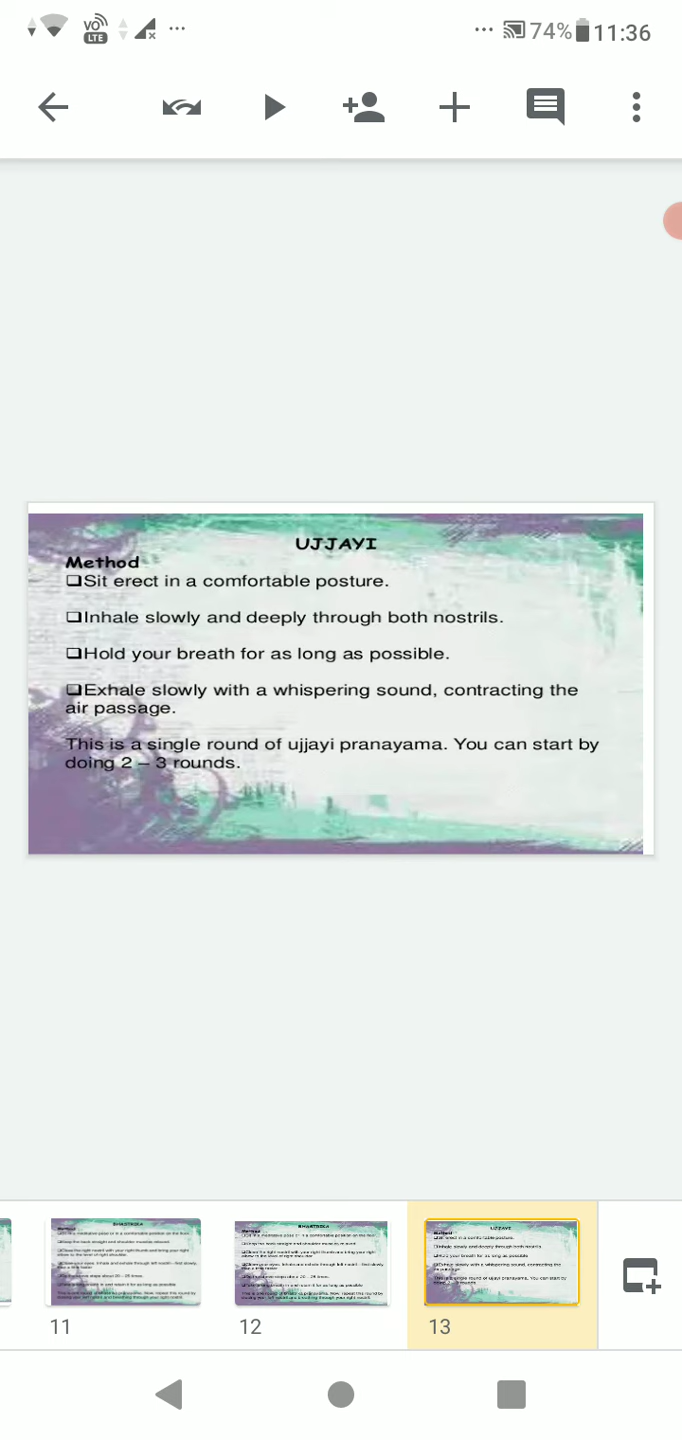 VO
LTE
74%
11:36
UJJAYI
Method
❑Sit erect in a comfortable posture.
❑Inhale slowly and deeply through both nostrils.
❑Hold your breath for as long as possible.
❑Exhale slowly with a whispering sound, contracting the
air passage.
This is a single round of ujjayi pranayama. You can start by
doing 2 – 3 rounds.
11
12
13